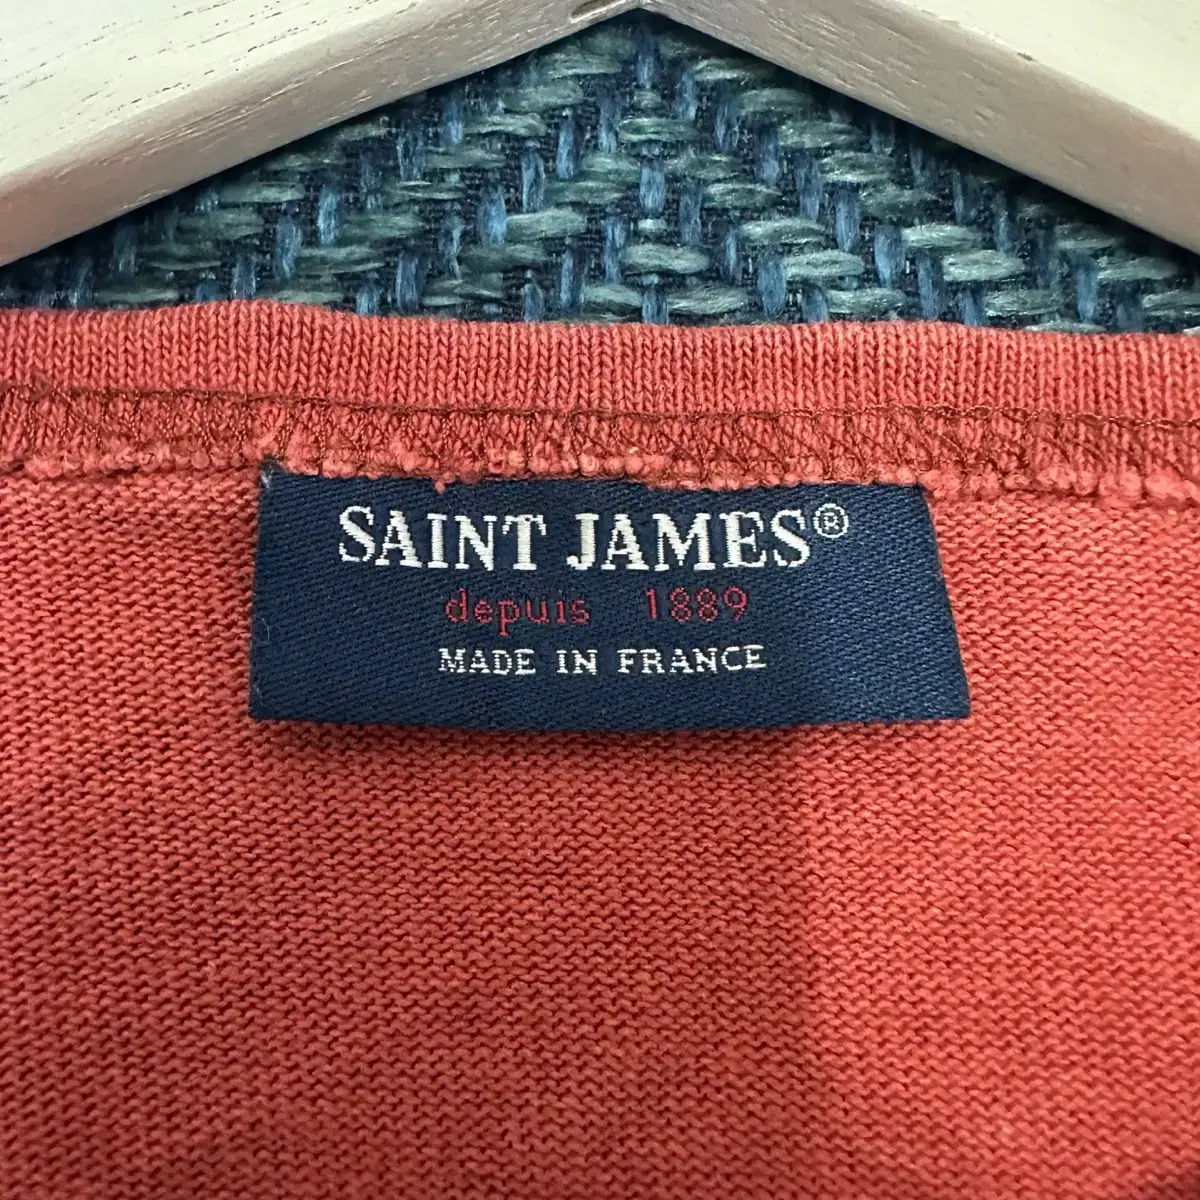 SAINT JAMES®
depuis 1889
MADE IN FRANCE